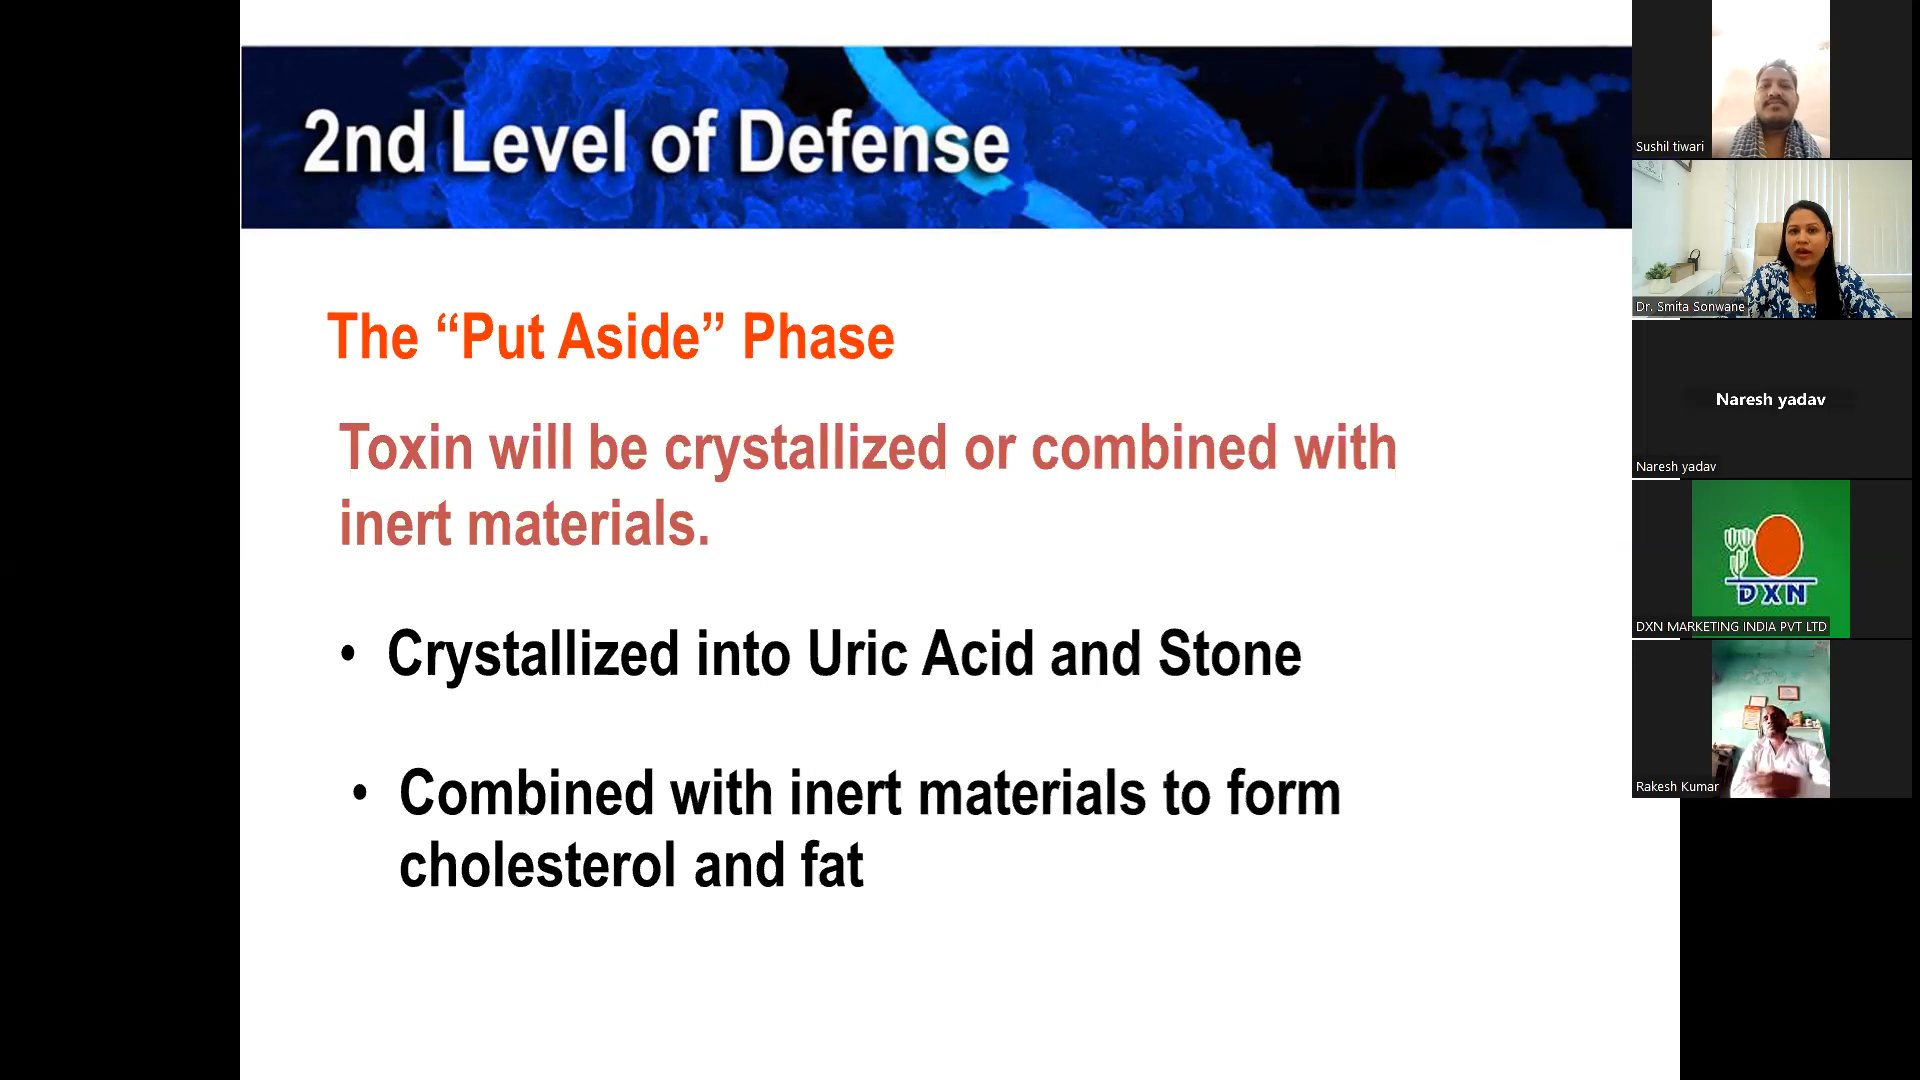 2nd Level of Defense
The “Put Aside” Phase
Toxin will be crystallized or combined with
inert materials.
• Crystallized into Uric Acid and Stone
• Combined with inert materials to form
cholesterol and fat
Sushil tiwari
Dr. Smita Sonwane
Naresh yadav
Naresh yadav
DXN
DXN MARKETING INDIA PVT LTD
Rakesh Kumar